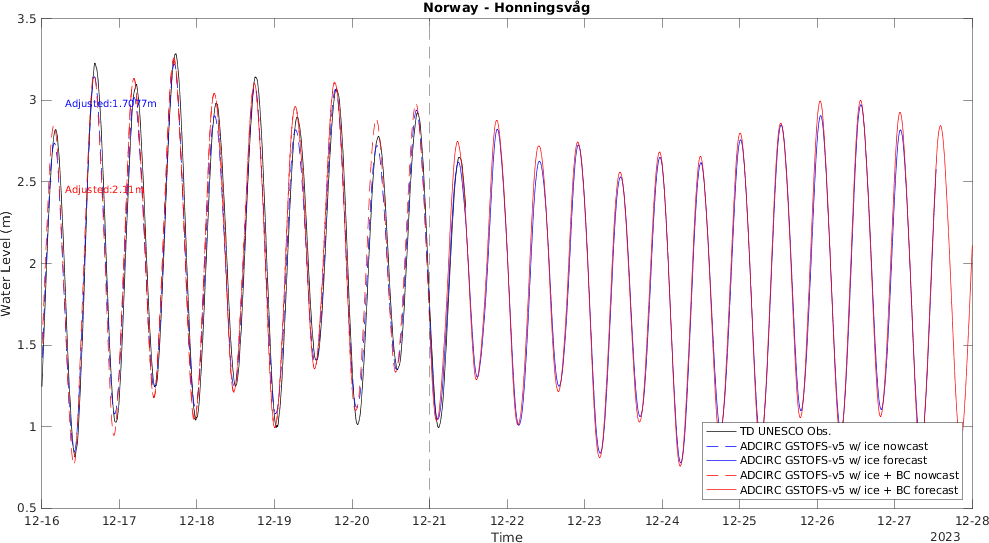 Norway - Honningsvåg
3.5
3
2.5
2
1.5
1
0.5
Water Level (m)
Adjusted:1.7077m
Adjusted:2.11m
TD UNESCO Obs.
ADCIRC GSTOFS-v5 w/ ice nowcast
ADCIRC GSTOFS-v5 w/ ice forecast
ADCIRC GSTOFS-v5 w/ ice + BC nowcast
ADCIRC GSTOFS-v5 w/ ice + BC forecast
12-16 12-17 12-18 12-19 12-20 12-21 12-22 12-23 12-24 12-25 12-26 12-27 12-28
Time
2023